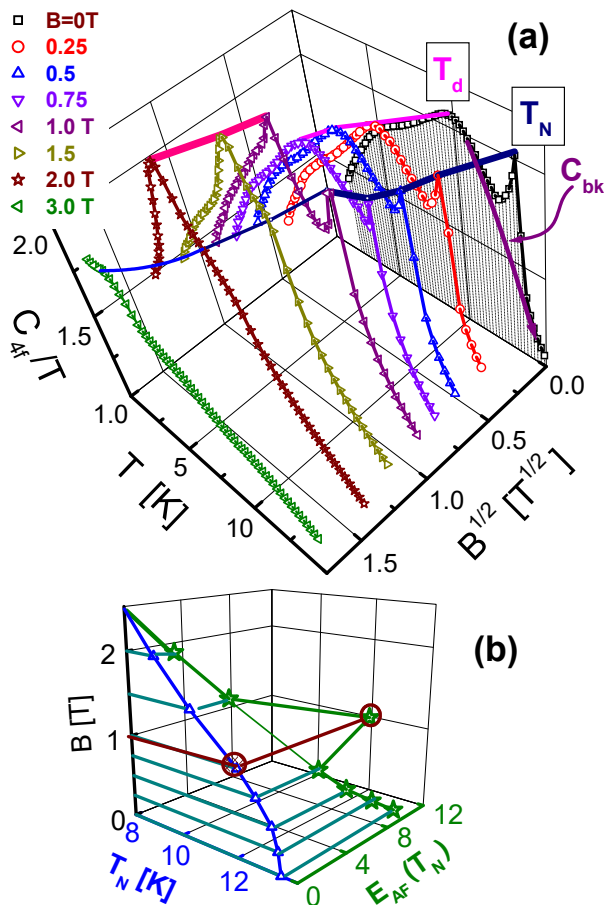 B=0T
0.25
0.5
0.75
1.0 T
1.5
2.0 T
3.0 T
(a)
T_d
T_N
C_bk
2.0
1.5
1.0
C_4f/T
5
10
T [K]
0.0
0.5
1.0
1.5
B^1/2 [T^1/2]
(b)
2
1
0
B [T]
8
10
12
T_N [K]
0
4
8
12
E_AF (T_N)